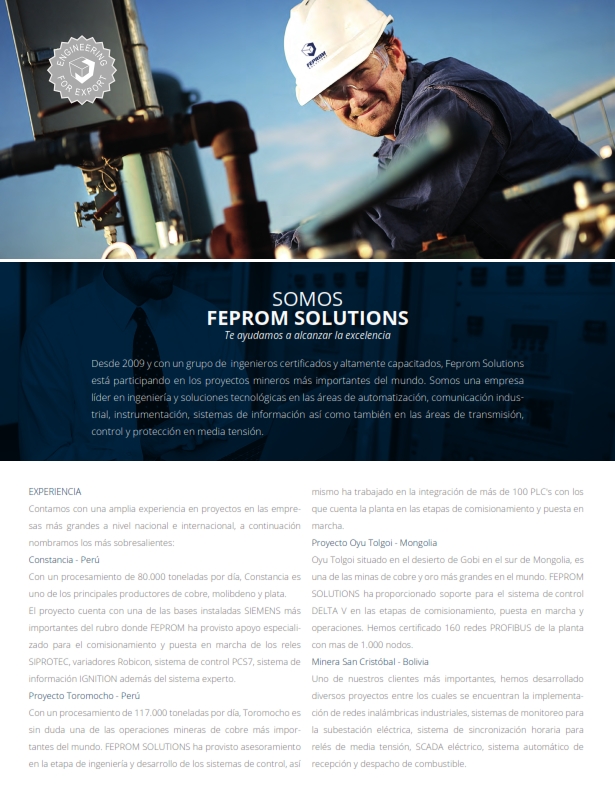 ENGINEERING
FOR EXPORT
FEPROM
SOMOS
FEPROM SOLUTIONS
Te ayudamos a alcanzar la excelencia
Desde 2009 y con un grupo de ingenieros certificados y altamente capacitados, Feprom Solutions
está participando en los proyectos mineros más importantes del mundo. Somos una empresa
líder en ingeniería y soluciones tecnológicas en las áreas de automatización, comunicación indus-
trial, instrumentación, sistemas de información así como también en las áreas de transmisión,
control y protección en media tensión.
EXPERIENCIA
Contamos con una amplia experiencia en proyectos en las empre-
sas más grandes a nivel nacional e internacional, a continuación
nombramos los más sobresalientes:
Constancia - Perú
Con un procesamiento de 80.000 toneladas por día, Constancia es
uno de los principales productores de cobre, molibdeno y plata.
El proyecto cuenta con una de las bases instaladas SIEMENS más
importantes del rubro donde FEPROM ha provisto apoyo especiali-
zado para el comisionamiento y puesta en marcha de los reles
SIPROTEC, variadores Robicon, sistema de control PCS7, sistema de
información IGNITION además del sistema experto.
Proyecto Toromocho - Perú
Con un procesamiento de 117.000 toneladas por día, Toromocho es
sin duda una de las operaciones mineras de cobre más impor-
tantes del mundo. FEPROM SOLUTIONS ha provisto asesoramiento
en la etapa de ingeniería y desarrollo de los sistemas de control, así
mismo ha trabajado en la integración de más de 100 PLC's con los
que cuenta la planta en las etapas de comisionamiento y puesta en
marcha.
Proyecto Oyu Tolgoi - Mongolia
Oyu Tolgoi situado en el desierto de Gobi en el sur de Mongolia, es
una de las minas de cobre y oro más grandes en el mundo. FEPROM
SOLUTIONS ha proporcionado soporte para el sistema de control
DELTA V en las etapas de comisionamiento, puesta en marcha y
operaciones. Hemos certificado 160 redes PROFIBUS de la planta
con mas de 1.000 nodos.
Minera San Cristóbal - Bolivia
Uno de nuestros clientes más importantes, hemos desarrollado
diversos proyectos entre los cuales se encuentran la implementa-
ción de redes inalámbricas industriales, sistemas de monitoreo para
la subestación eléctrica, sistema de sincronización horaria para
relés de media tensión, SCADA eléctrico, sistema automático de
recepción y despacho de combustible.